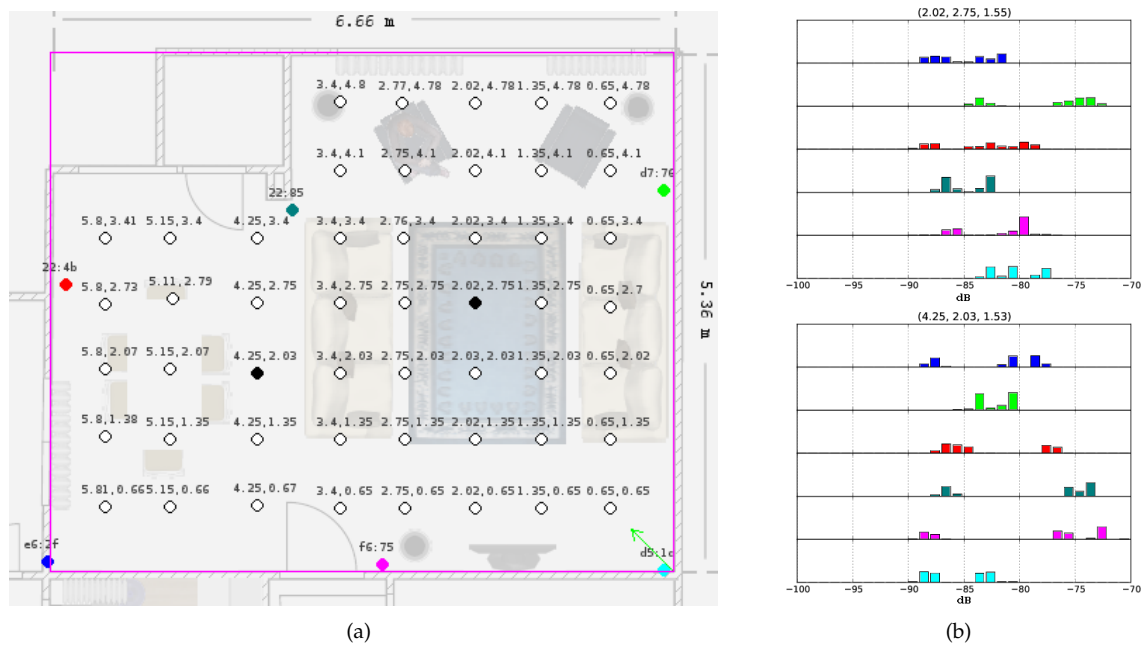 6.66 m
3.4,4.8 2.77,4.78 2.02,4.78 1.35,4.78 0.65,4.78
3.4,4.1 2.75,4.1 2.02,4.1 1.35,4.1 0.65,4.1
d7:76
22:85
5.8,3.41 5.15,3.4 4.25,3.4 3.4,3.4 2.76,3.4 2.02,3.4 1.35,3.4 0.65,3.4
22:4b
5.8,2.73 5.11,2.79 4.25,2.75 3.4,2.75 2.75,2.75 2.02,2.75 1.35,2.75 0.65,2.7
5.36 m
5.8,2.07 5.15,2.07 4.25,2.03 3.4,2.03 2.75,2.03 2.03,2.03 1.35,2.03 0.65,2.02
5.8,1.38 5.15,1.35 4.25,1.35 3.4,1.35 2.75,1.35 2.02,1.35 1.35,1.35 0.65,1.35
5.81,0.66 5.15,0.66 4.25,0.67 3.4,0.65 2.75,0.65 2.02,0.65 1.35,0.65 0.65,0.65
e6:2f f6:75 d5:1c
(a)
(2.02, 2.75, 1.55)
−100 −95 −90 −85 −80 −75 −70
dB
(4.25, 2.03, 1.53)
−100 −95 −90 −85 −80 −75 −70
dB
(b)